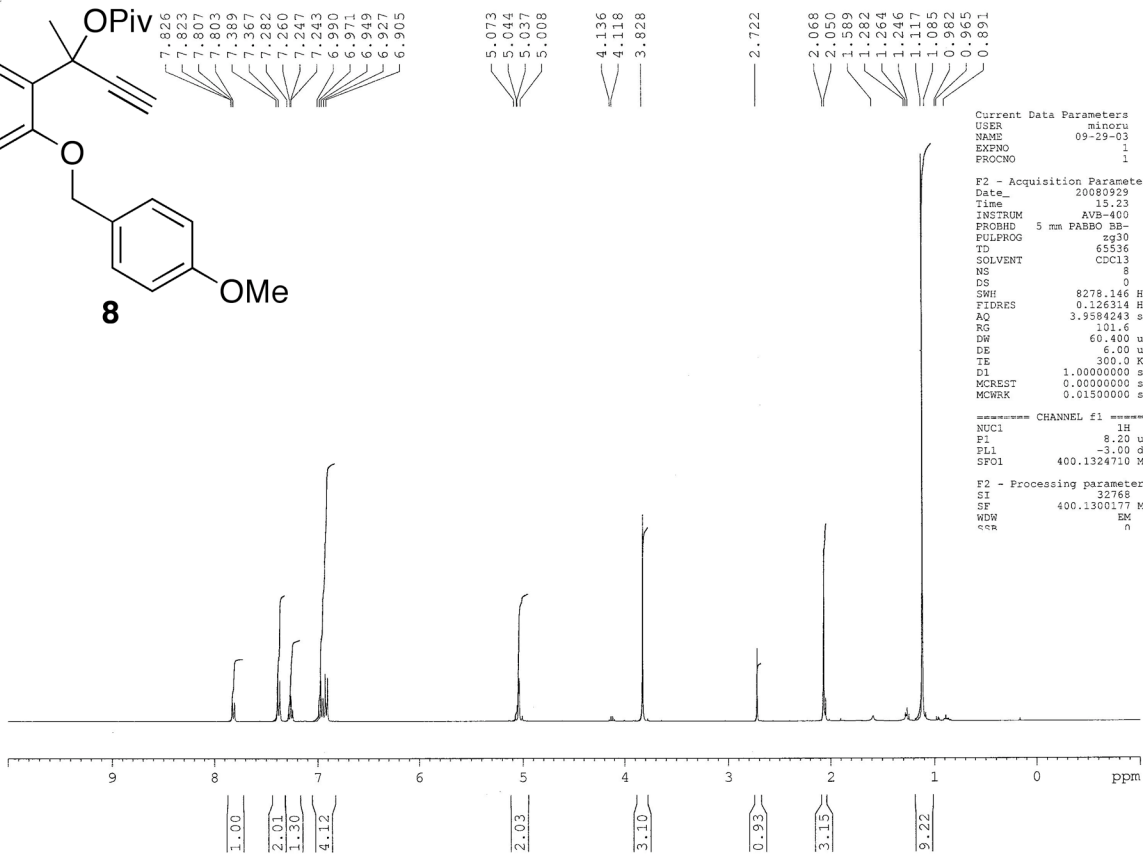 OPiv
O
OMe
8
7.826
7.823
7.807
7.803
7.389
7.367
7.282
7.260
7.247
7.243
6.990
6.971
6.949
6.927
6.905
5.073
5.044
5.037
5.008
4.136
4.118
3.828
2.722
2.068
2.050
1.589
1.282
1.264
1.246
1.117
1.085
0.982
0.965
0.891
Current Data Parameters
USER minoru
NAME 09-29-03
EXPNO 1
PROCNO 1
F2 - Acquisition Paramete
Date_ 20080929
Time 15.23
INSTRUM AVB-400
PROBHD 5 mm PABBO BB-
PULPROG zg30
TD 65536
SOLVENT CDCl3
NS 8
DS 0
SWH 8278.146 H
FIDRES 0.126314 H
AQ 3.9584243 s
RG 101.6
DW 60.400 u
DE 6.00 u
TE 300.0 K
D1 1.00000000 s
MCREST 0.00000000 s
MCWRK 0.01500000 s
======== CHANNEL f1 =====
NUC1 1H
P1 8.20 u
PL1 -3.00 d
SFO1 400.1324710 M
F2 - Processing parameter
SI 32768
SF 400.1300177 M
WDW EM
SSB 0
9 8 7 6 5 4 3 2 1 0 ppm
1.00
2.01
1.30
4.12
2.03
3.10
0.93
3.15
9.22